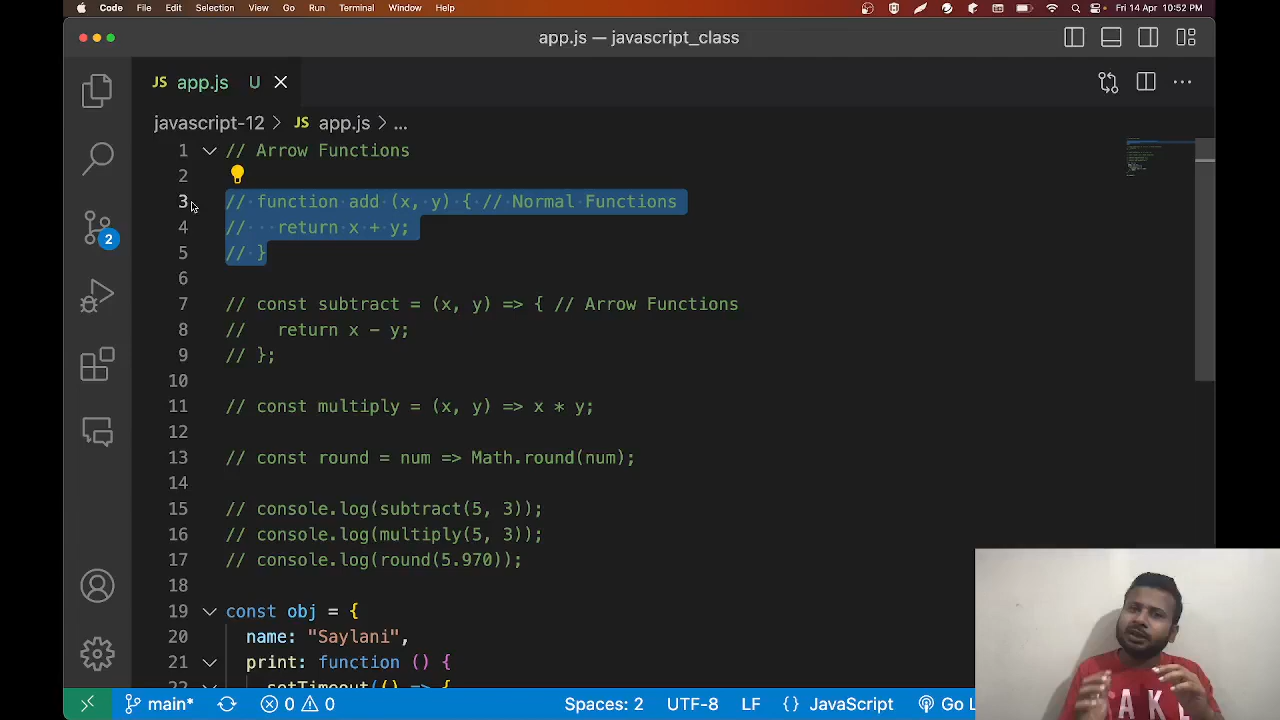 Code File Edit Selection View Go Run Terminal Window Help Fri 14 Apr 10:52 PM
app.js — javascript_class
JS app.js U
javascript-12 > JS app.js > ...
1 // Arrow Functions
2
3 // function add (x, y) { // Normal Functions
4 // return x + y;
5 // }
6
7 // const subtract = (x, y) => { // Arrow Functions
8 // return x - y;
9 // };
10
11 // const multiply = (x, y) => x * y;
12
13 // const round = num => Math.round(num);
14
15 // console.log(subtract(5, 3));
16 // console.log(multiply(5, 3));
17 // console.log(round(5.970));
18
19 const obj = {
20 name: "Saylani",
21 print: function () {
22 setTimeout(() => {
2
main* 0 0 Spaces: 2 UTF-8 LF {} JavaScript Go